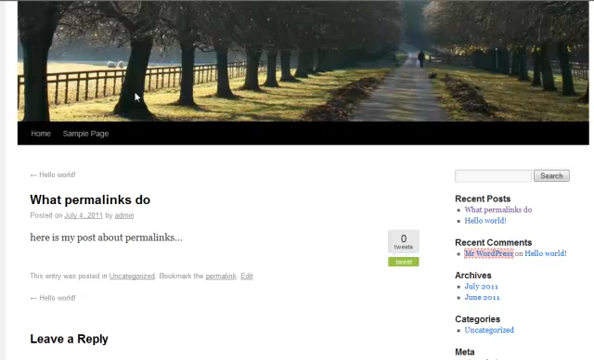 Home Sample Page
← Hello world!
What permalinks do
Posted on July 4, 2011 by admin
here is my post about permalinks...
0
tweets
tweet
This entry was posted in Uncategorized. Bookmark the permalink. Edit
← Hello world!
Leave a Reply
Search
Recent Posts
What permalinks do
Hello world!
Recent Comments
Mr WordPress on Hello world!
Archives
July 2011
June 2011
Categories
Uncategorized
Meta